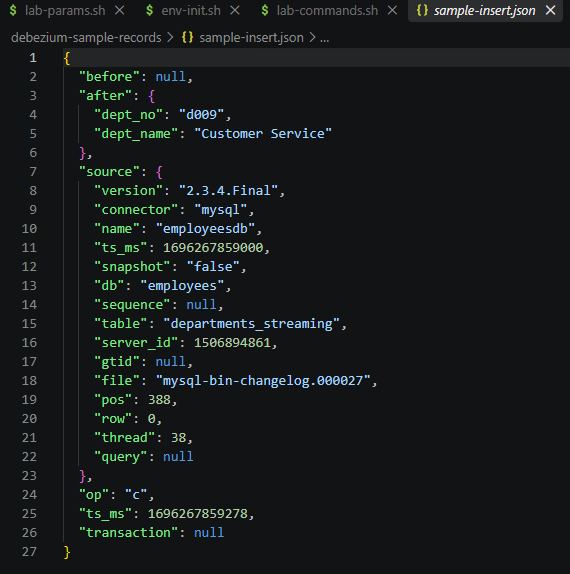 $ lab-params.sh $ env-init.sh $ lab-commands.sh {} sample-insert.json
debezium-sample-records > {} sample-insert.json > ...
1 {
2 "before": null,
3 "after": {
4 "dept_no": "d009",
5 "dept_name": "Customer Service"
6 },
7 "source": {
8 "version": "2.3.4.Final",
9 "connector": "mysql",
10 "name": "employeesdb",
11 "ts_ms": 1696267859000,
12 "snapshot": "false",
13 "db": "employees",
14 "sequence": null,
15 "table": "departments_streaming",
16 "server_id": 1506894861,
17 "gtid": null,
18 "file": "mysql-bin-changelog.000027",
19 "pos": 388,
20 "row": 0,
21 "thread": 38,
22 "query": null
23 },
24 "op": "c",
25 "ts_ms": 1696267859278,
26 "transaction": null
27 }